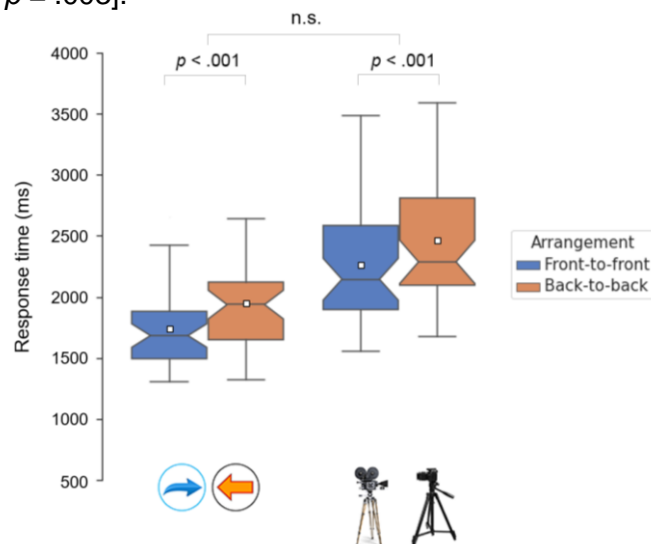 n.s.
p < .001
p < .001
4000
3500
3000
2500
2000
1500
1000
500
Response time (ms)
Arrangement
Front-to-front
Back-to-back